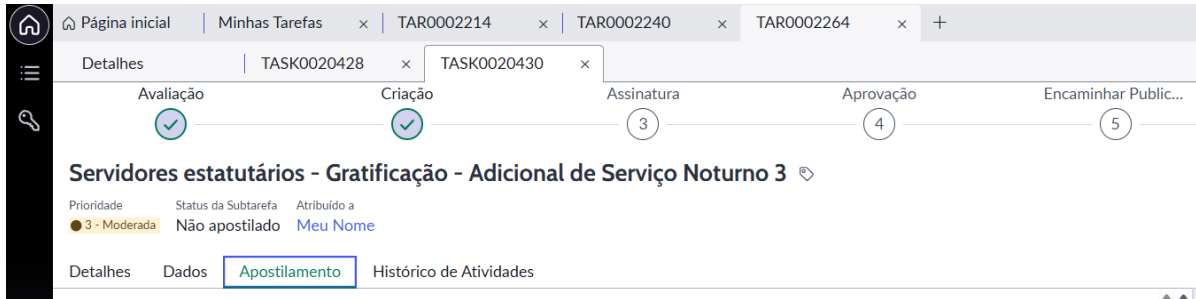 Página inicial Minhas Tarefas × TAR0002214 × TAR0002240 × TAR0002264 × +
Detalhes TASK0020428 × TASK0020430 ×
Avaliação Criação Assinatura Aprovação Encaminhar Public...
3 4 5
Servidores estatutários - Gratificação - Adicional de Serviço Noturno 3
Prioridade Status da Subtarefa Atribuído a
3 - Moderada Não apostilado Meu Nome
Detalhes Dados Apostilamento Histórico de Atividades